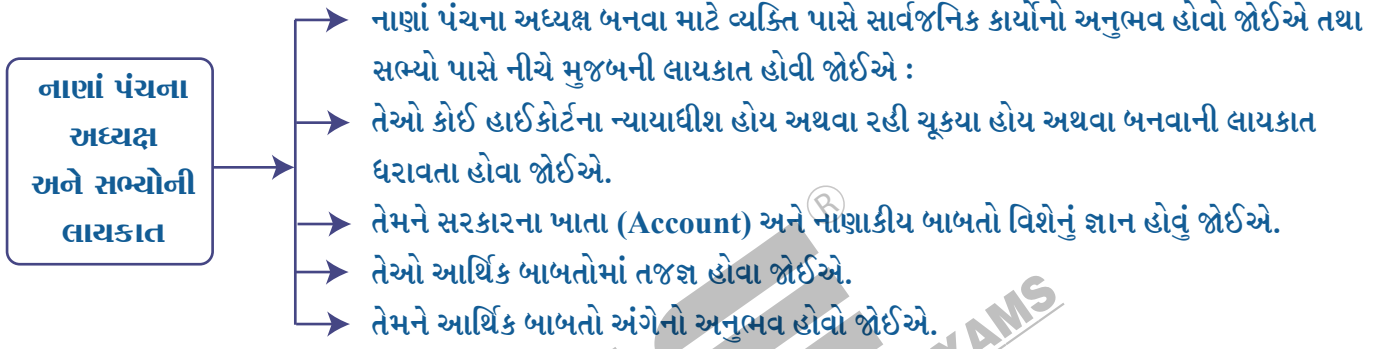 નાણાં પંચના
અધ્યક્ષ
અને સભ્યોની
લાયકાત
નાણાં પંચના અધ્યક્ષ બનવા માટે વ્યક્તિ પાસે સાર્વજનિક કાર્યોનો અનુભવ હોવો જોઈએ તથા
સભ્યો પાસે નીચે મુજબની લાયકાત હોવી જોઈએ :
તેઓ કોઈ હાઈકોર્ટના ન્યાયાધીશ હોય અથવા રહી ચૂકયા હોય અથવા બનવાની લાયકાત
ધરાવતા હોવા જોઈએ.
તેમને સરકારના ખાતા (Account) અને નાણાકીય બાબતો વિશેનું જ્ઞાન હોવું જોઈએ.
તેઓ આર્થિક બાબતોમાં તજજ્ઞ હોવા જોઈએ.
તેમને આર્થિક બાબતો અંગેનો અનુભવ હોવો જોઈએ.
®